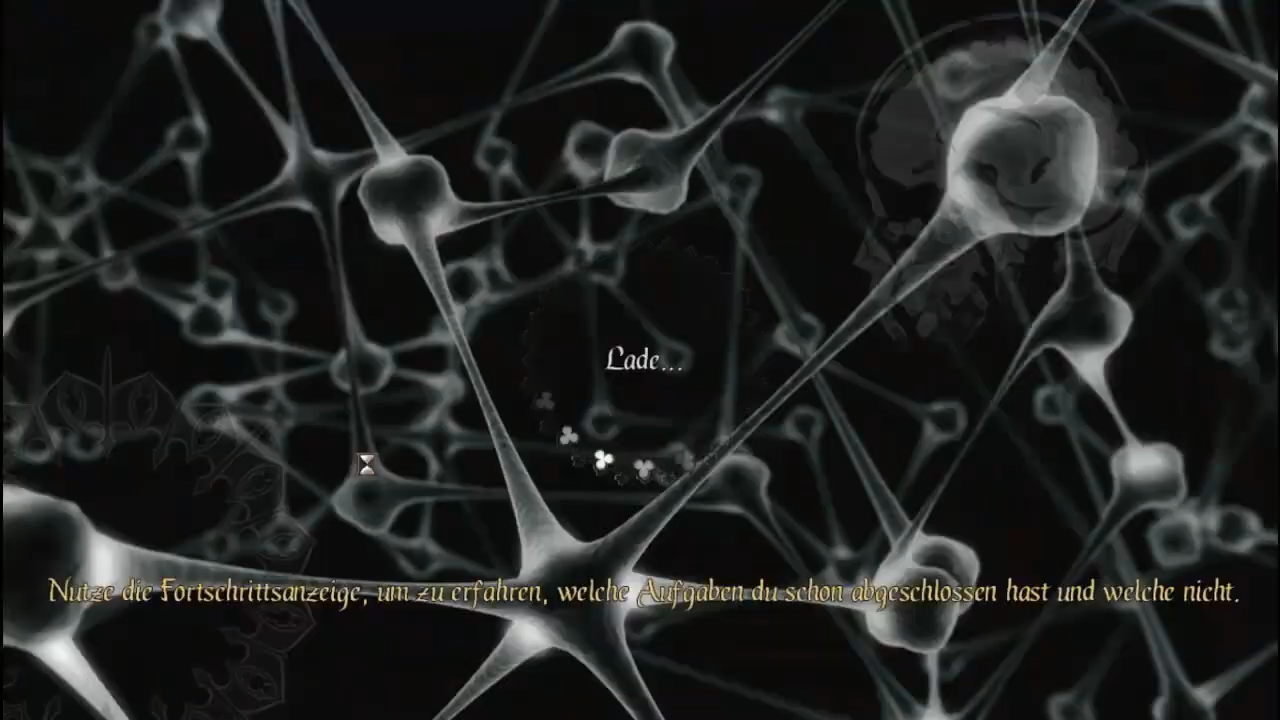 Lade...
Nutze die Fortschrittsanzeige, um zu erfahren, welche Aufgaben du schon abgeschlossen hast und welche nicht.